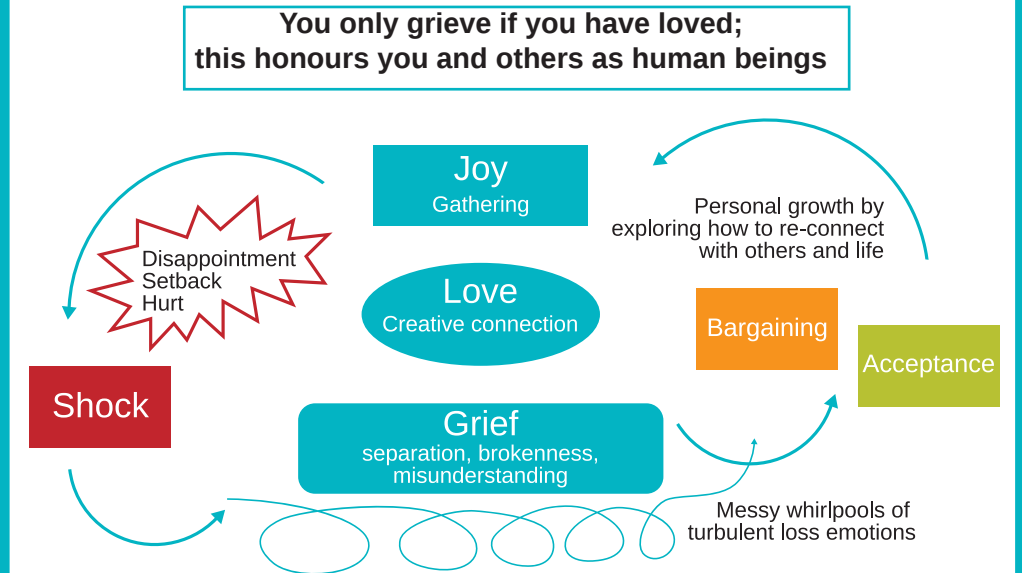 You only grieve if you have loved;
this honours you and others as human beings
Joy
Gathering
Disappointment
Setback
Hurt
Personal growth by
exploring how to re-connect
with others and life
Love
Creative connection
Bargaining
Acceptance
Shock
Grief
separation, brokenness,
misunderstanding
Messy whirlpools of
turbulent loss emotions